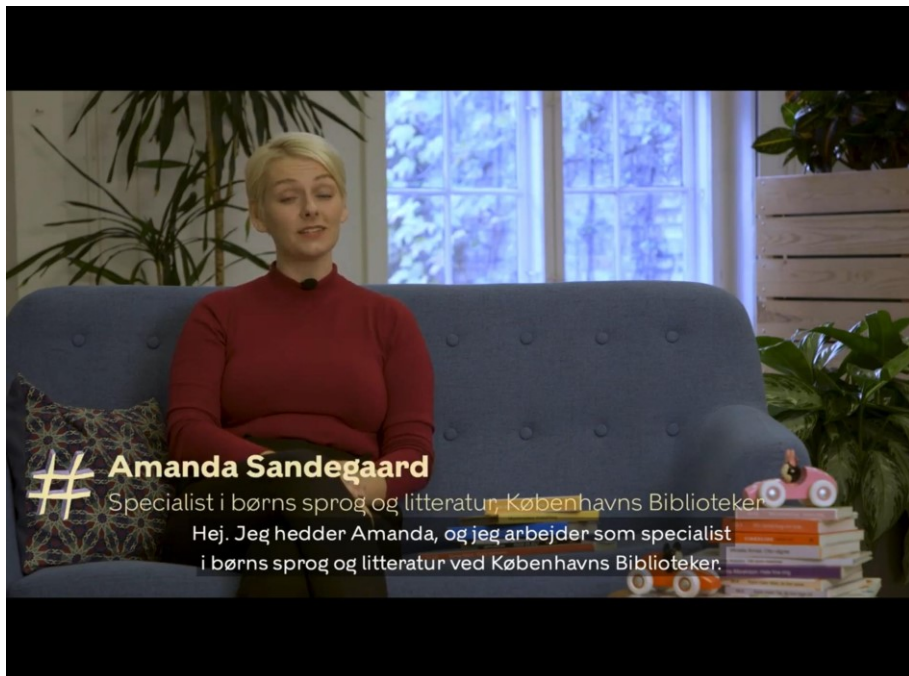 #
Amanda Sandegaard
Specialist i børns sprog og litteratur, Københavns Biblioteker
Hej. Jeg hedder Amanda, og jeg arbejder som specialist
i børns sprog og litteratur ved Københavns Biblioteker.